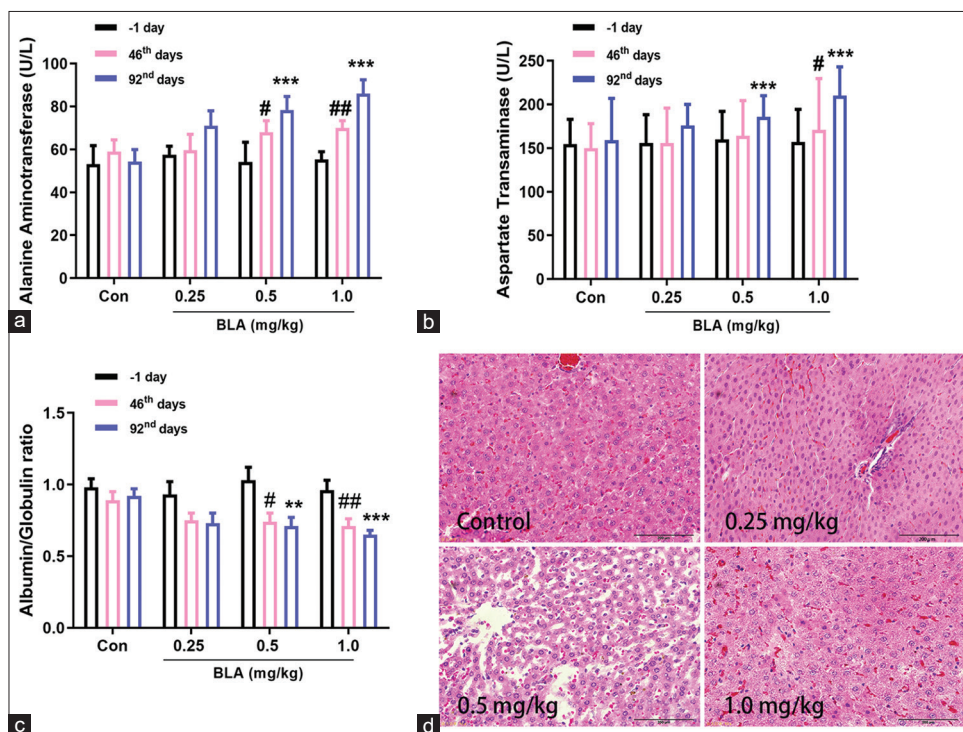 -1 day
46th days
92nd days
Alanine Aminotransferase (U/L)
100
80
60
40
20
0
# *** ## ***
Con 0.25 0.5 1.0
BLA (mg/kg)
a
-1 day
46th days
92nd days
Aspartate Transaminase (U/L)
250
200
150
100
50
0
*** # ***
Con 0.25 0.5 1.0
BLA (mg/kg)
b
-1 day
46th days
92nd days
Albumin/Globulin ratio
1.5
1.0
0.5
0.0
# ** ## ***
Con 0.25 0.5 1.0
BLA (mg/kg)
c
Control
0.25 mg/kg
0.5 mg/kg
1.0 mg/kg
d